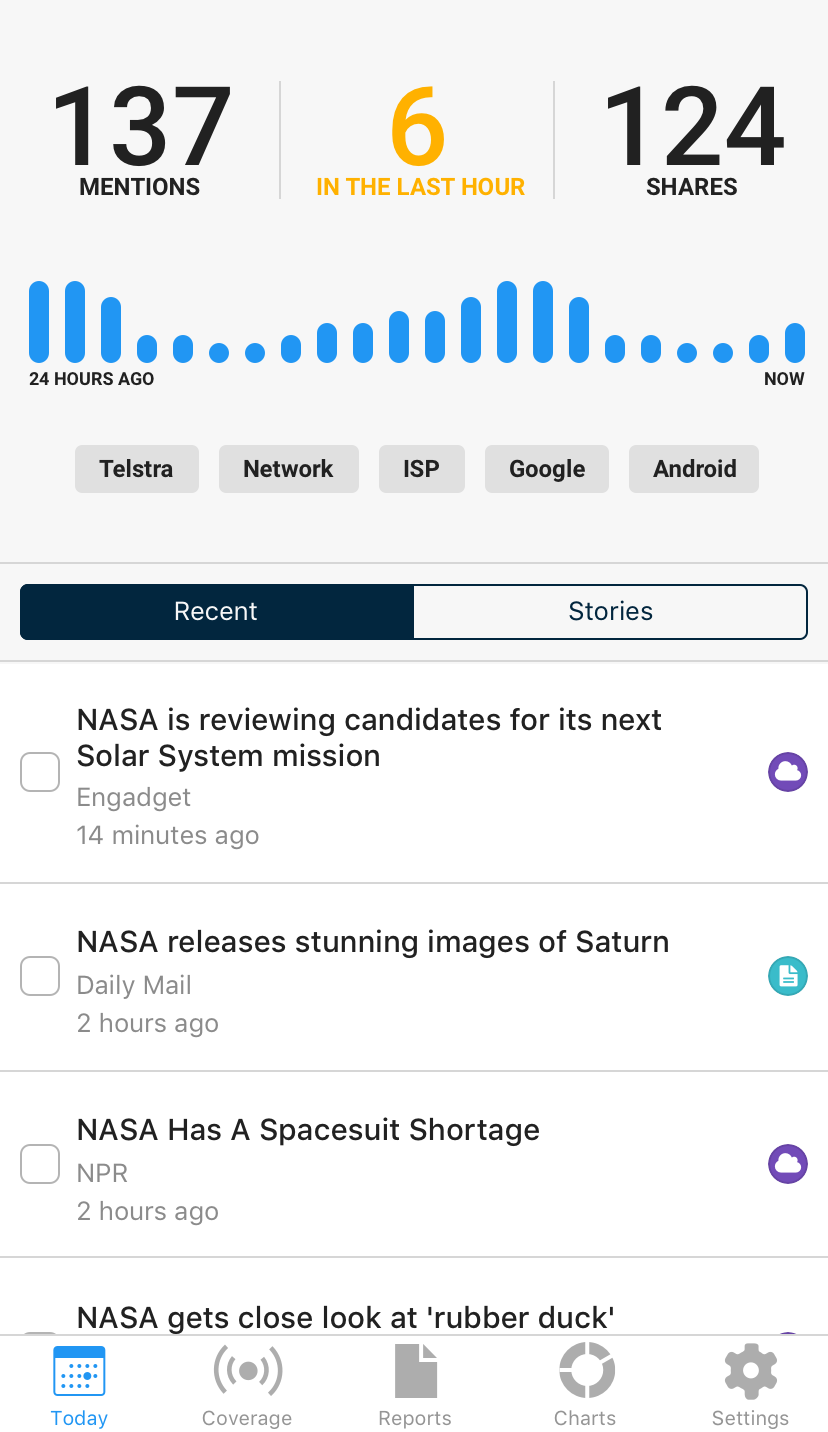 137
MENTIONS
6
IN THE LAST HOUR
124
SHARES
24 HOURS AGO
NOW
Telstra
Network
ISP
Google
Android
Recent
Stories
NASA is reviewing candidates for its next
Solar System mission
Engadget
14 minutes ago
NASA releases stunning images of Saturn
Daily Mail
2 hours ago
NASA Has A Spacesuit Shortage
NPR
2 hours ago
NASA gets close look at 'rubber duck'
Today
Coverage
Reports
Charts
Settings